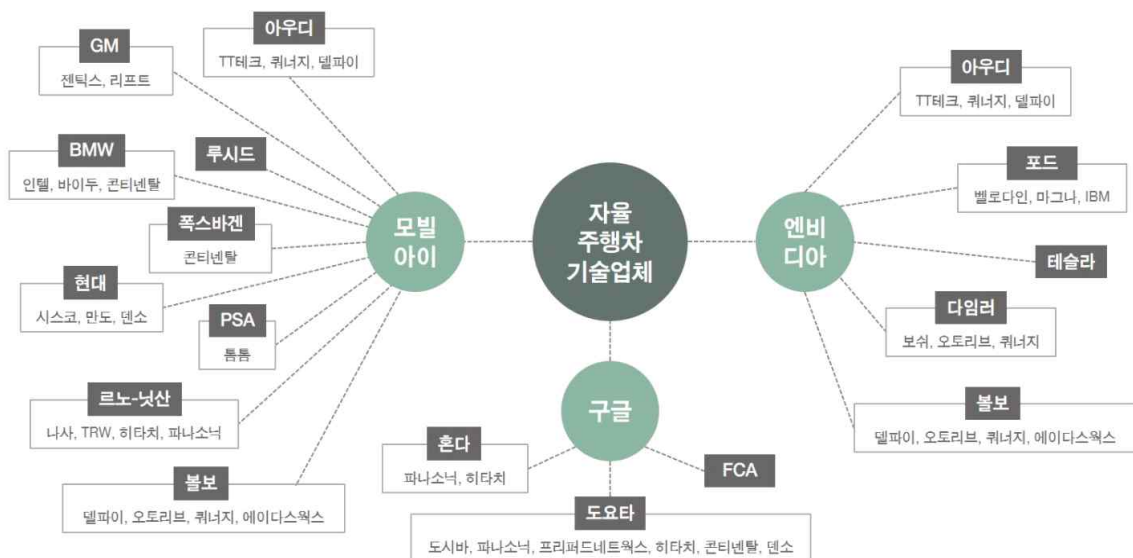 자율
주행차
기술업체
모빌
아이
아우디
TT테크, 쿼너지, 델파이
GM
젠틱스, 리프트
루시드
BMW
인텔, 바이두, 콘티넨탈
폭스바겐
콘티넨탈
현대
시스코, 만도, 덴소
PSA
톰톰
르노-닛산
나사, TRW, 히타치, 파나소닉
볼보
델파이, 오토리브, 쿼너지, 에이다스웍스
엔비
디아
아우디
TT테크, 쿼너지, 델파이
포드
벨로다인, 마그나, IBM
테슬라
다임러
보쉬, 오토리브, 쿼너지
볼보
델파이, 오토리브, 쿼너지, 에이다스웍스
구글
혼다
파나소닉, 히타치
FCA
도요타
도시바, 파나소닉, 프리퍼드네트웍스, 히타치, 콘티넨탈, 덴소